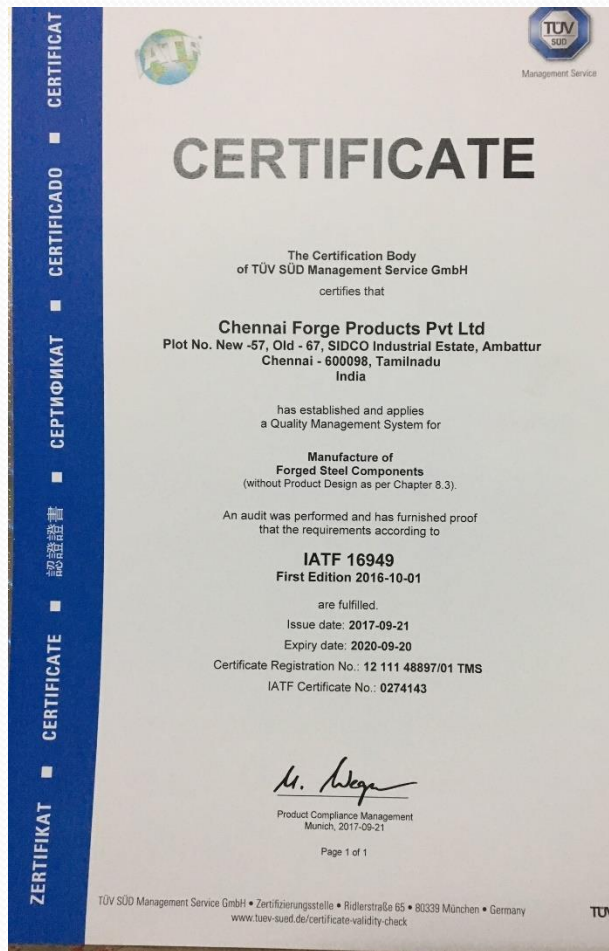 IATF
TÜV
SÜD
Management Service
CERTIFICATE
The Certification Body
of TÜV SÜD Management Service GmbH
certifies that
Chennai Forge Products Pvt Ltd
Plot No. New -57, Old - 67, SIDCO Industrial Estate, Ambattur
Chennai - 600098, Tamilnadu
India
has established and applies
a Quality Management System for
Manufacture of
Forged Steel Components
(without Product Design as per Chapter 8.3).
An audit was performed and has furnished proof
that the requirements according to
IATF 16949
First Edition 2016-10-01
are fulfilled.
Issue date: 2017-09-21
Expiry date: 2020-09-20
Certificate Registration No.: 12 111 48897/01 TMS
IATF Certificate No.: 0274143
Product Compliance Management
Munich, 2017-09-21
Page 1 of 1
TÜV SÜD Management Service GmbH • Zertifizierungsstelle • Ridlerstraße 65 • 80339 München • Germany
www.tuev-sued.de/certificate-validity-check
TÜV
ZERTIFIKAT ■ CERTIFICATE ■ 認證證書 ■ СЕРТИФИКАТ ■ CERTIFICADO ■ CERTIFICAT